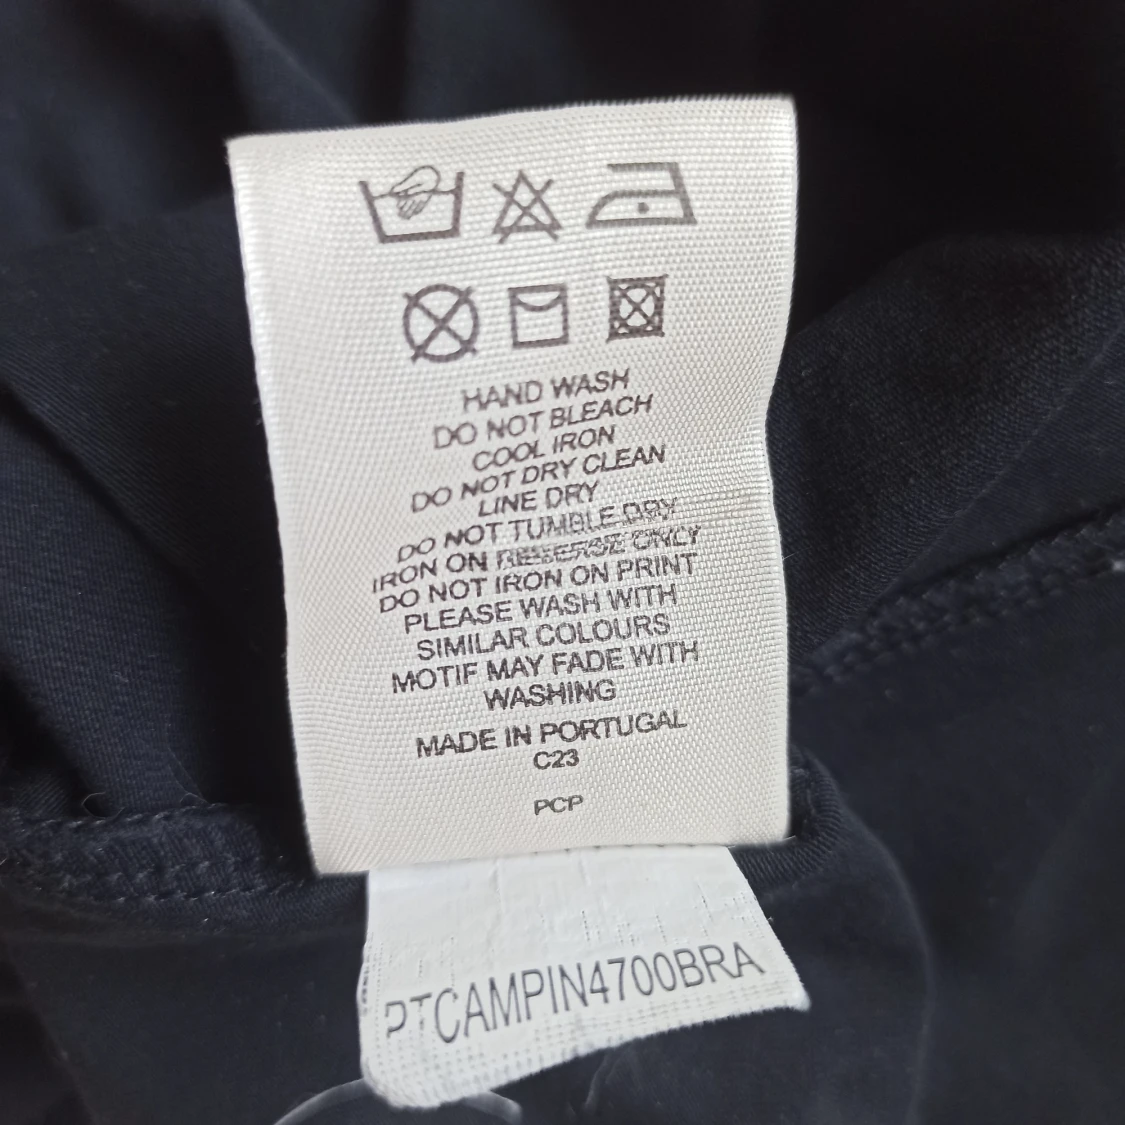 HAND WASH
DO NOT BLEACH
COOL IRON
DO NOT DRY CLEAN
LINE DRY
DO NOT TUMBLE DRY
IRON ON REVERSE ONLY
DO NOT IRON ON PRINT
PLEASE WASH WITH
SIMILAR COLOURS
MOTIF MAY FADE WITH
WASHING
MADE IN PORTUGAL
C23
PCP
PTCAMPIN4700BRA